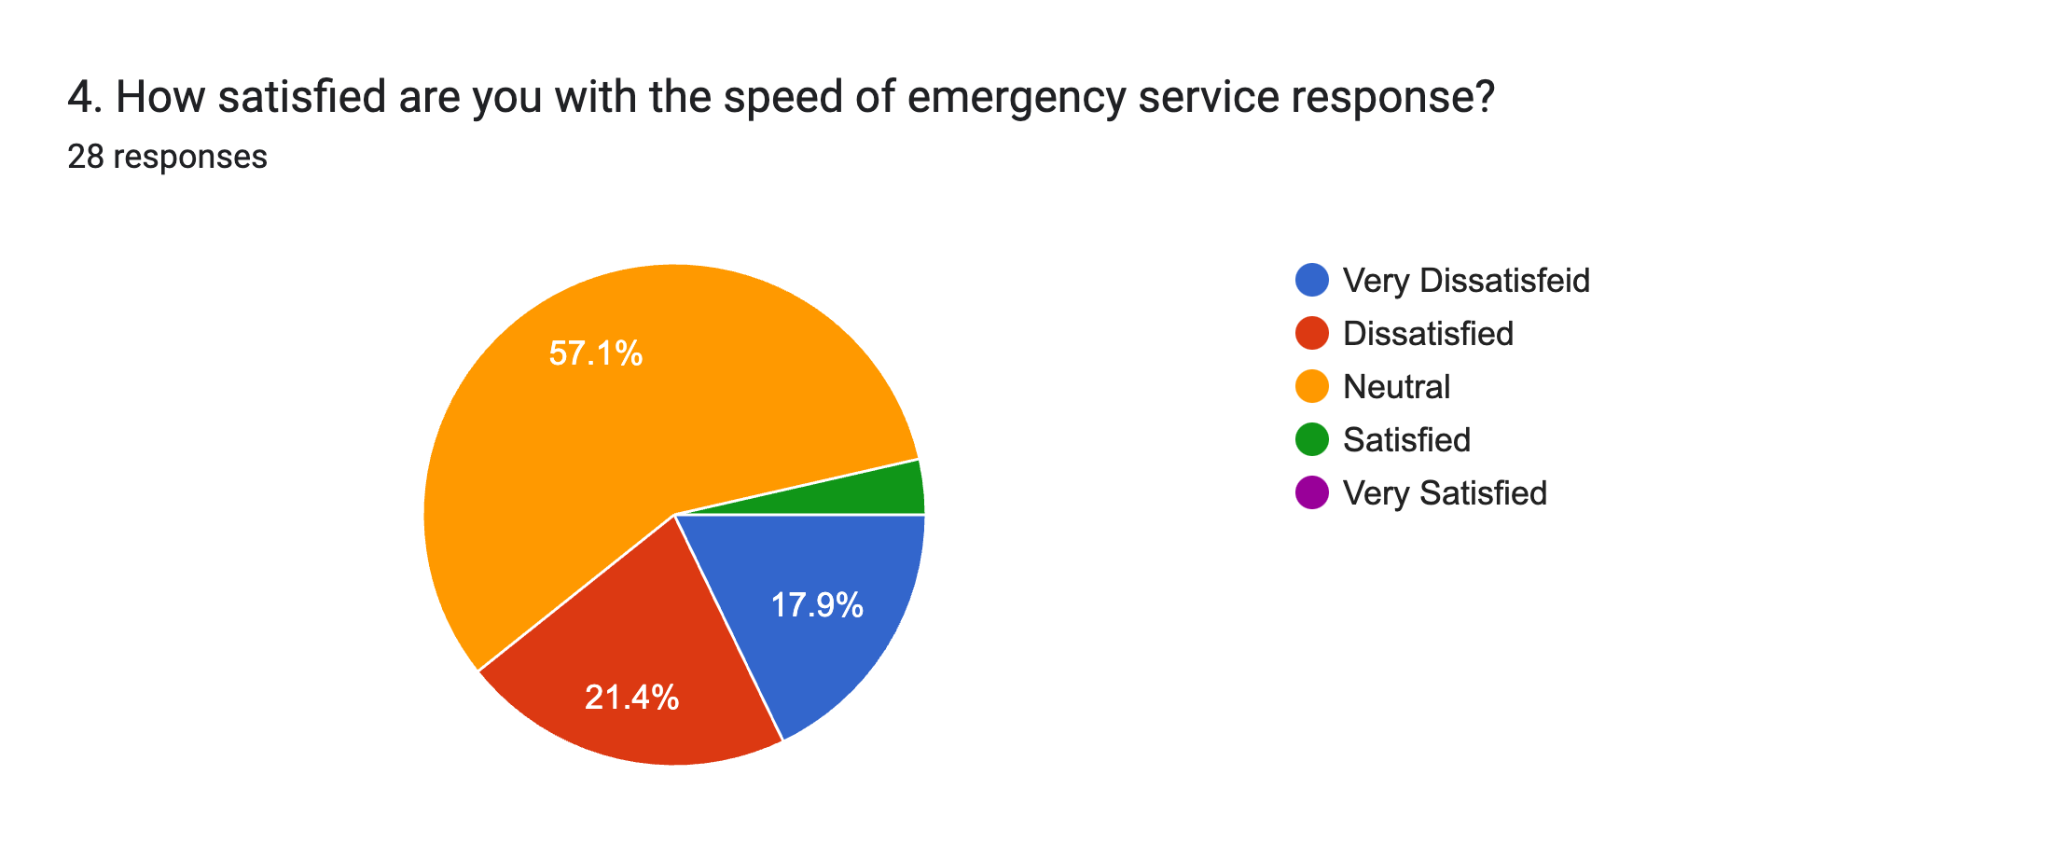 4. How satisfied are you with the speed of emergency service response?
28 responses
57.1%
17.9%
21.4%
Very Dissatisfeid
Dissatisfied
Neutral
Satisfied
Very Satisfied